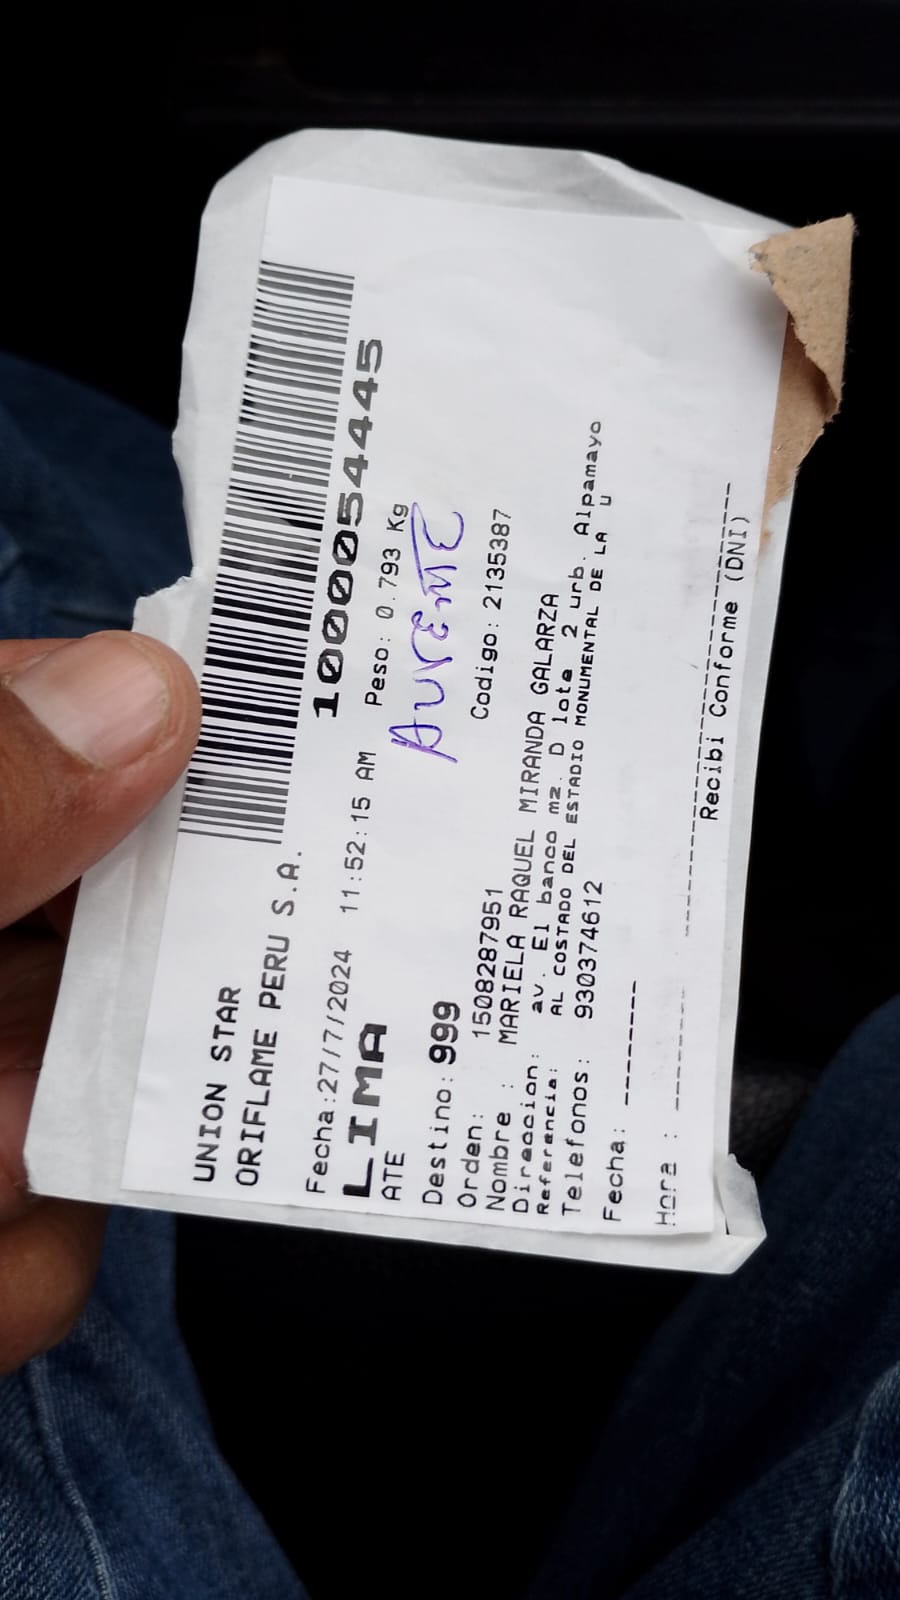 UNION STAR
ORIFLAME PERU S.A.
100054445
Fecha:27/7/2024 11:52:15 AM Peso: 0.793 Kg
LIMA
ATE
Destino: 999 Codigo: 2135387
Orden: 1508287951
Nombre : MARIELA RAQUEL MIRANDA GALARZA
Direccion: av. El banco mz. D lote 2 urb. Alpamayo
Referencia: AL COSTADO DEL ESTADIO MONUMENTAL DE LA U
Telefonos: 930374612
Fecha: -------
Hora : -------
Recibi Conforme (DNI)